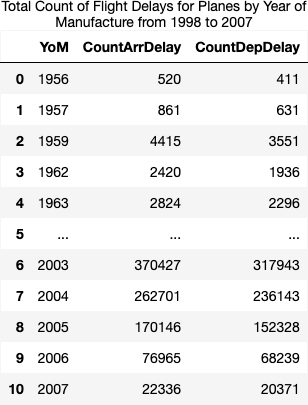 Total Count of Flight Delays for Planes by Year of
Manufacture from 1998 to 2007
YoM CountArrDelay CountDepDelay
0 1956 520 411
1 1957 861 631
2 1959 4415 3551
3 1962 2420 1936
4 1963 2824 2296
5 ... ... ...
6 2003 370427 317943
7 2004 262701 236143
8 2005 170146 152328
9 2006 76965 68239
10 2007 22336 20371